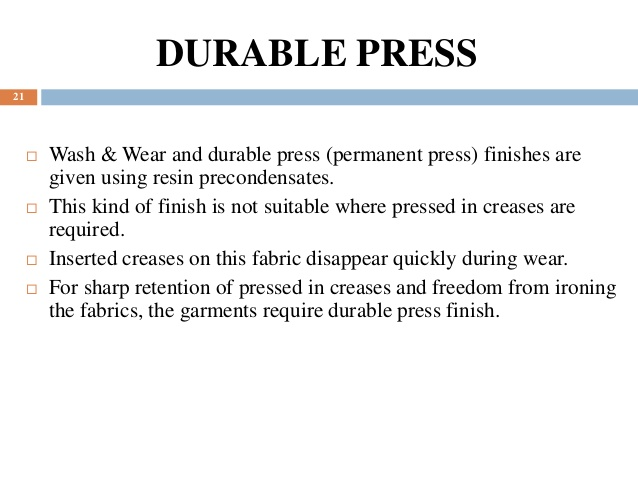 DURABLE PRESS
21
Wash & Wear and durable press (permanent press) finishes are
given using resin precondensates.
This kind of finish is not suitable where pressed in creases are
required.
Inserted creases on this fabric disappear quickly during wear.
For sharp retention of pressed in creases and freedom from ironing
the fabrics, the garments require durable press finish.